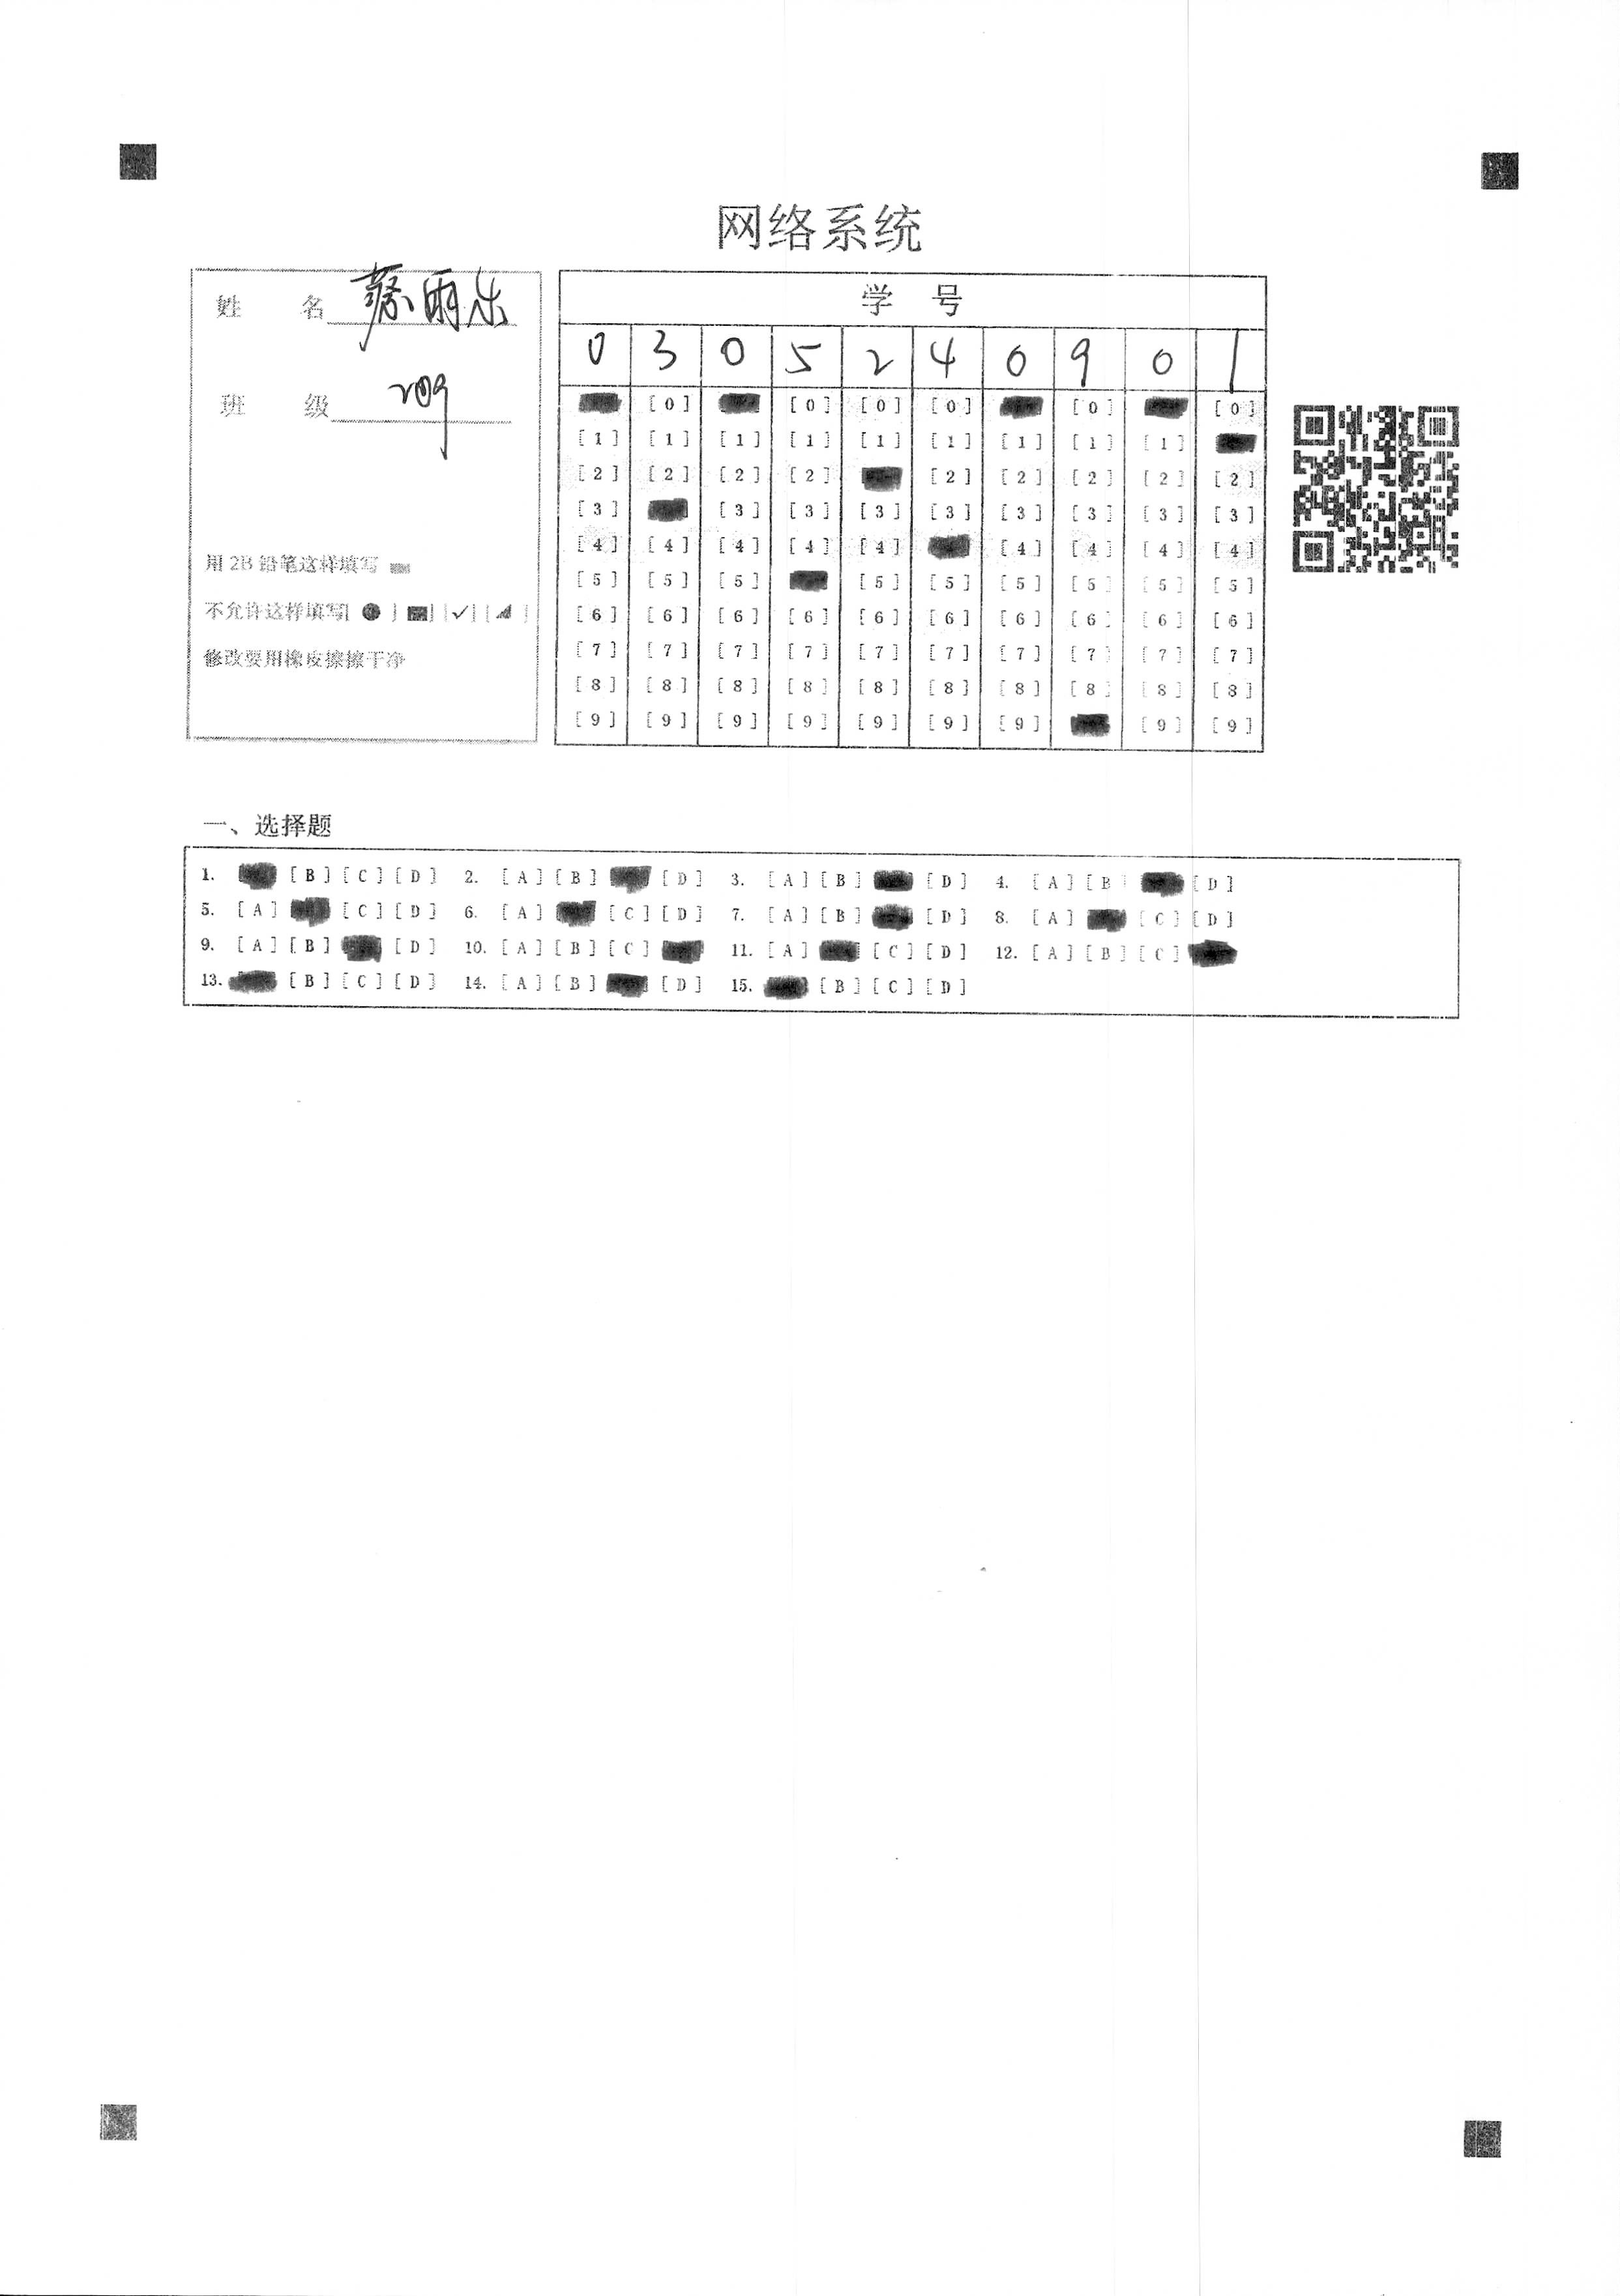 网络系统
姓 名 蔡雨乐
班 级 209
用 2B 铅笔这样填写
不允许这样填写[ ● ] [ ] [✓] [ ]
修改要用橡皮擦擦干净
学 号
0 3 0 5 2 4 0 9 0 1
[0] [0] [0] [0] [0] [0]
[1] [1] [1] [1] [1] [1] [1] [1] [1]
[2] [2] [2] [2] [2] [2] [2] [2] [2]
[3] [3] [3] [3] [3] [3] [3] [3] [3]
[4] [4] [4] [4] [4] [4] [4] [4] [4]
[5] [5] [5] [5] [5] [5] [5] [5] [5]
[6] [6] [6] [6] [6] [6] [6] [6] [6] [6]
[7] [7] [7] [7] [7] [7] [7] [7] [7] [7]
[8] [8] [8] [8] [8] [8] [8] [8] [8] [8]
[9] [9] [9] [9] [9] [9] [9] [9] [9]
一、选择题
1. [B] [C] [D] 2. [A] [B] [D] 3. [A] [B] [D] 4. [A] [B] [D]
5. [A] [C] [D] 6. [A] [C] [D] 7. [A] [B] [D] 8. [A] [C] [D]
9. [A] [B] [D] 10. [A] [B] [C] 11. [A] [C] [D] 12. [A] [B] [C]
13. [B] [C] [D] 14. [A] [B] [D] 15. [B] [C] [D]